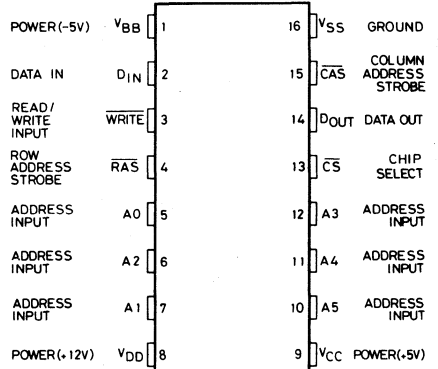 POWER(-5V) VBB 1 16 VSS GROUND
DATA IN DIN 2 15 CAS COLUMN ADDRESS STROBE
READ/ WRITE INPUT WRITE 3 14 DOUT DATA OUT
ROW ADDRESS STROBE RAS 4 13 CS CHIP SELECT
ADDRESS INPUT A0 5 12 A3 ADDRESS INPUT
ADDRESS INPUT A2 6 11 A4 ADDRESS INPUT
ADDRESS INPUT A1 7 10 A5 ADDRESS INPUT
POWER(+12V) VDD 8 9 VCC POWER(+5V)